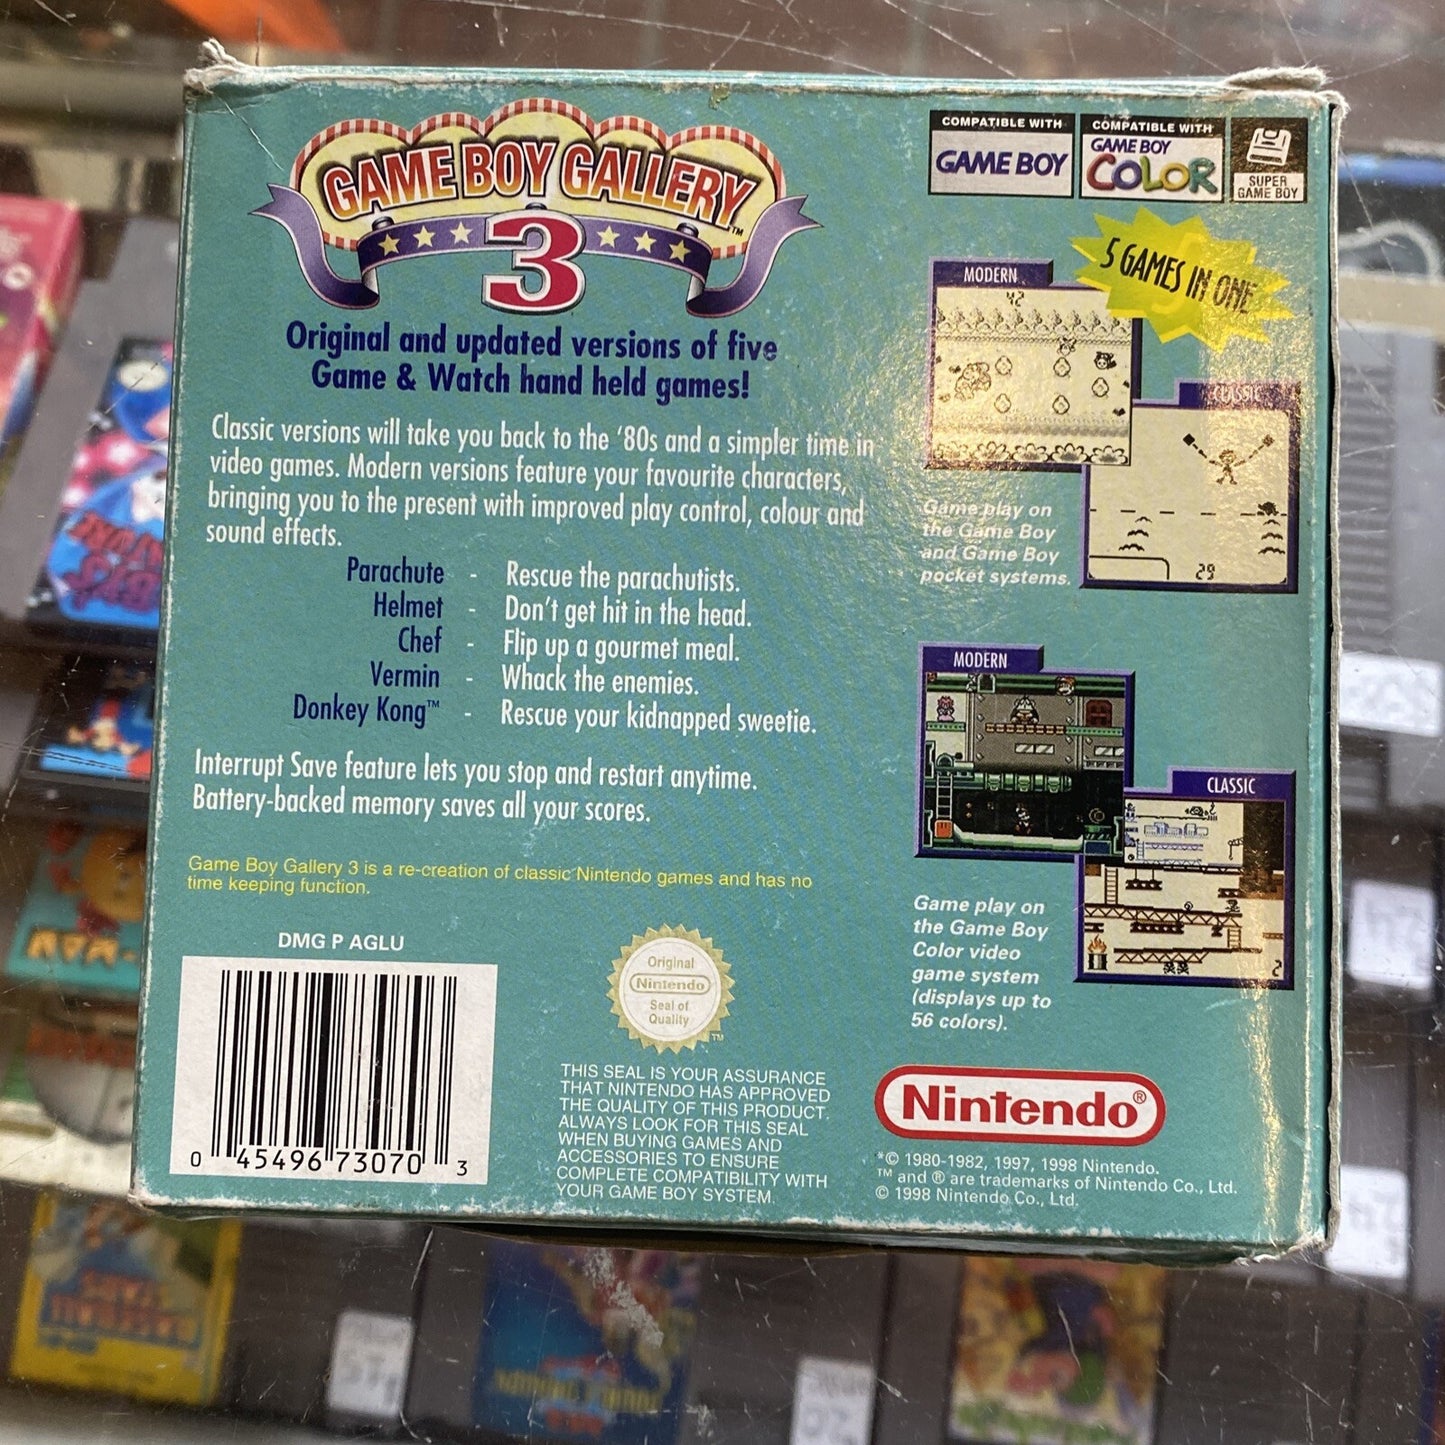 GAME BOY GALLERY™
3
Original and updated versions of five
Game & Watch hand held games!
Classic versions will take you back to the '80s and a simpler time in
video games. Modern versions feature your favourite characters,
bringing you to the present with improved play control, colour and
sound effects.
Parachute - Rescue the parachutists.
Helmet - Don't get hit in the head.
Chef - Flip up a gourmet meal.
Vermin - Whack the enemies.
Donkey Kong™ - Rescue your kidnapped sweetie.
Interrupt Save feature lets you stop and restart anytime.
Battery-backed memory saves all your scores.
Game Boy Gallery 3 is a re-creation of classic Nintendo games and has no
time keeping function.
DMG P AGLU
0 45496 73070 3
Original
Nintendo
Seal of
Quality
TM
THIS SEAL IS YOUR ASSURANCE
THAT NINTENDO HAS APPROVED
THE QUALITY OF THIS PRODUCT.
ALWAYS LOOK FOR THIS SEAL
WHEN BUYING GAMES AND
ACCESSORIES TO ENSURE
COMPLETE COMPATIBILITY WITH
YOUR GAME BOY SYSTEM.
COMPATIBLE WITH
GAME BOY
COMPATIBLE WITH
GAME BOY
COLOR
SUPER
GAME BOY
5 GAMES IN ONE
MODERN
42
CLASSIC
29
Game play on
the Game Boy
and Game Boy
pocket systems.
MODERN
CLASSIC
2
Game play on
the Game Boy
Color video
game system
(displays up to
56 colors).
Nintendo®
*© 1980-1982, 1997, 1998 Nintendo.
™ and ® are trademarks of Nintendo Co., Ltd.
© 1998 Nintendo Co., Ltd.